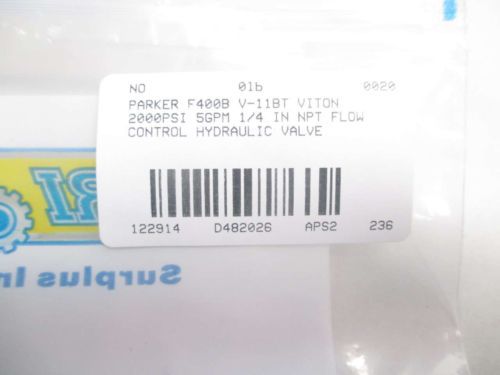 NO 01b 0020
PARKER F400B V-11BT VITON
2000PSI 5GPM 1/4 IN NPT FLOW
CONTROL HYDRAULIC VALVE
122914 D482026 APS2 236
RI
Surplus In